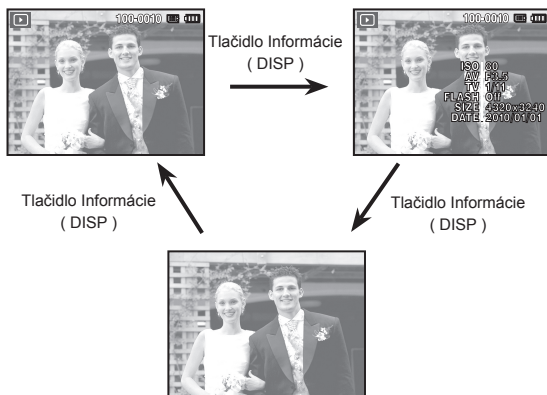 100-0010
Tlačidlo Informácie
( DISP )
100-0010
ISO 80
AV F3.5
TV 1/11
FLASH Off
SIZE 4320x3240
DATE 2010/01/01
Tlačidlo Informácie
( DISP )
Tlačidlo Informácie
( DISP )